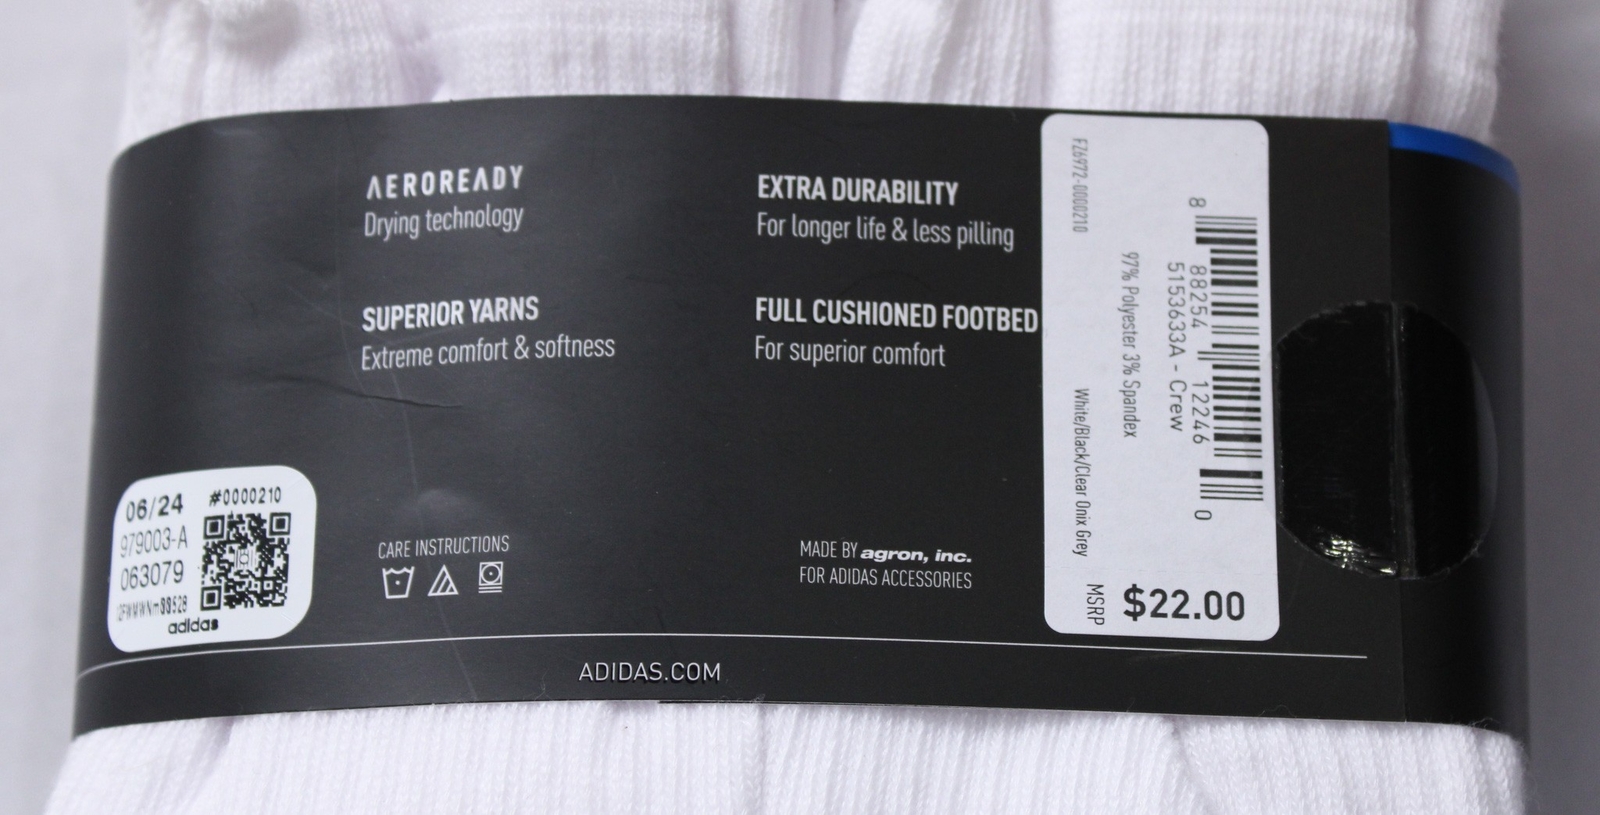 AEROREADY
Drying technology
SUPERIOR YARNS
Extreme comfort & softness
EXTRA DURABILITY
For longer life & less pilling
FULL CUSHIONED FOOTBED
For superior comfort
06/24
#0000210
979003-A
063079
adidas
CARE INSTRUCTIONS
MADE BY agron, inc.
FOR ADIDAS ACCESSORIES
FZ6972-0000210
8 88254 12246 0
5153633A - Crew
97% Polyester 3% Spandex
White/Black/Clear Onix Grey
MSRP
$22.00
ADIDAS.COM